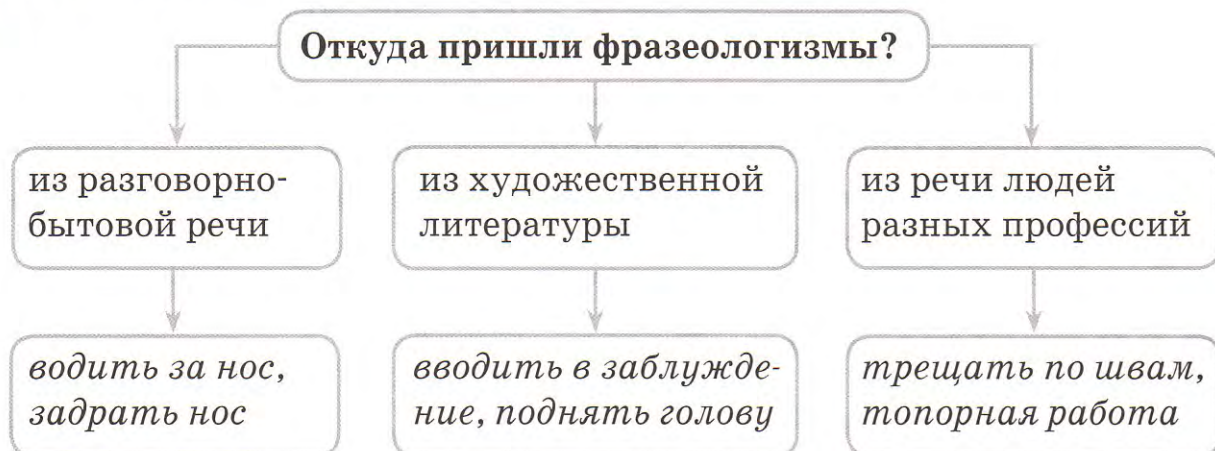 Откуда пришли фразеологизмы?
из разговорно-
бытовой речи
из художественной
литературы
из речи людей
разных профессий
водить за нос,
задрать нос
вводить в заблужде-
ние, поднять голову
трещать по швам,
топорная работа